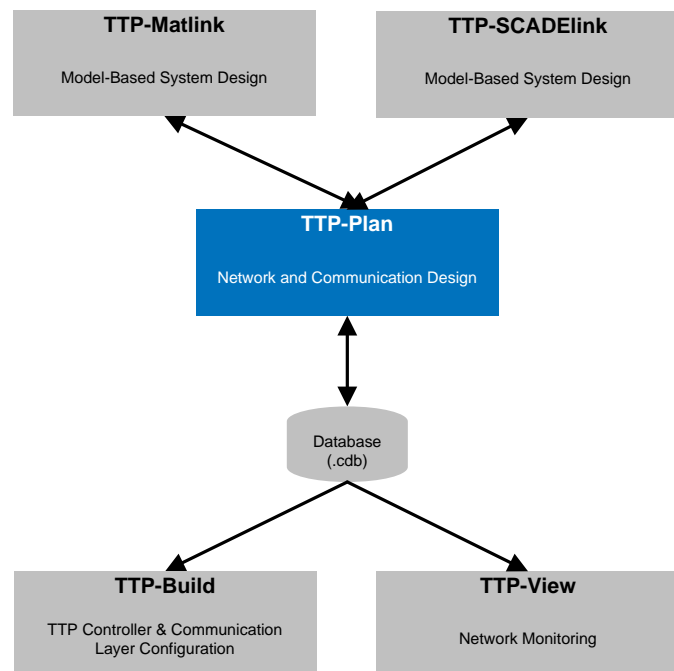 TTP-Matlink
Model-Based System Design
TTP-SCADElink
Model-Based System Design
TTP-Plan
Network and Communication Design
Database
(.cdb)
TTP-Build
TTP Controller & Communication
Layer Configuration
TTP-View
Network Monitoring